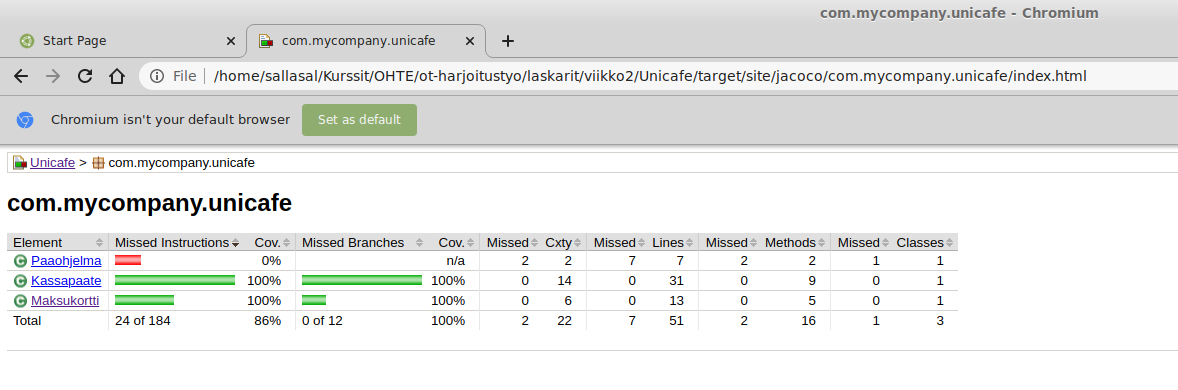 com.mycompany.unicafe - Chromium
Start Page com.mycompany.unicafe
File /home/sallasal/Kurssit/OHTE/ot-harjoitustyo/laskarit/viikko2/Unicafe/target/site/jacoco/com.mycompany.unicafe/index.html
Chromium isn't your default browser Set as default
Unicafe > com.mycompany.unicafe
com.mycompany.unicafe
Element Missed Instructions Cov. Missed Branches Cov. Missed Cxty Missed Lines Missed Methods Missed Classes
Paaohjelma 0% n/a 2 2 7 7 2 2 1 1
Kassapaate 100% 100% 0 14 0 31 0 9 0 1
Maksukortti 100% 100% 0 6 0 13 0 5 0 1
Total 24 of 184 86% 0 of 12 100% 2 22 7 51 2 16 1 3